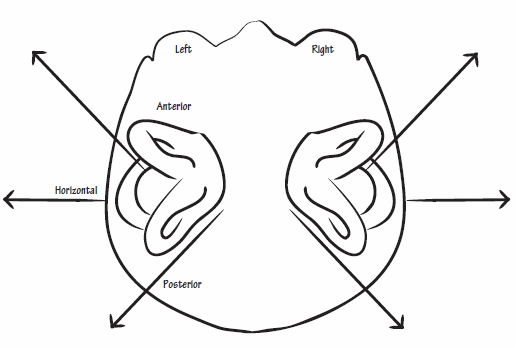 Left
Right
Anterior
Horizontal
Posterior